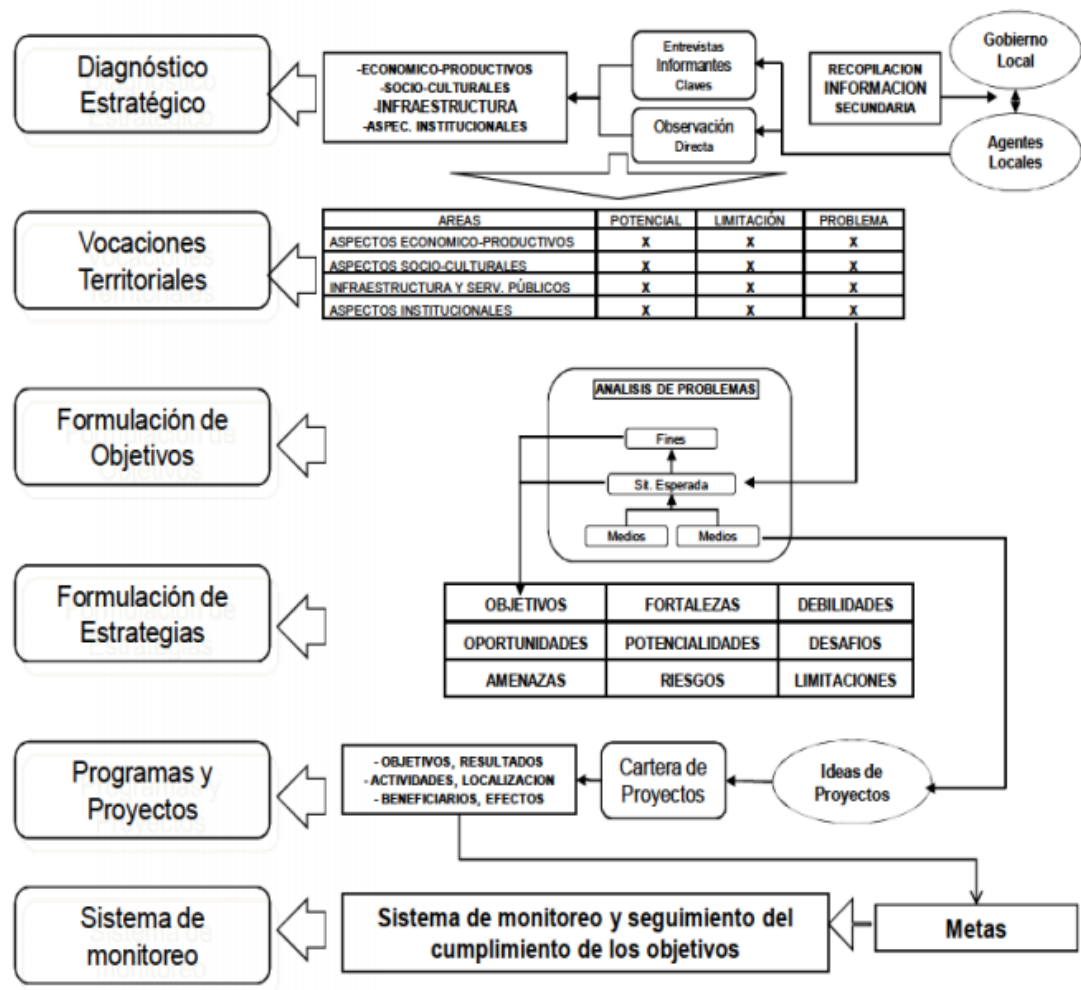 Diagnóstico
Estratégico
-ECONOMICO-PRODUCTIVOS
-SOCIO-CULTURALES
-INFRAESTRUCTURA
-ASPEC. INSTITUCIONALES
Entrevistas
Informantes
Claves
Observación
Directa
RECOPILACION
INFORMACION
SECUNDARIA
Gobierno
Local
Agentes
Locales
Vocaciones
Territoriales
AREAS POTENCIAL LIMITACIÓN PROBLEMA
ASPECTOS ECONOMICO-PRODUCTIVOS X X X
ASPECTOS SOCIO-CULTURALES X X X
INFRAESTRUCTURA Y SERV. PÚBLICOS X X X
ASPECTOS INSTITUCIONALES X X X
Formulación de
Objetivos
ANALISIS DE PROBLEMAS
Fines
Sit. Esperada
Medios Medios
Formulación de
Estrategias
OBJETIVOS FORTALEZAS DEBILIDADES
OPORTUNIDADES POTENCIALIDADES DESAFIOS
AMENAZAS RIESGOS LIMITACIONES
Programas y
Proyectos
- OBJETIVOS, RESULTADOS
- ACTIVIDADES, LOCALIZACION
- BENEFICIARIOS, EFECTOS
Cartera de
Proyectos
Ideas de
Proyectos
Sistema de
monitoreo
Sistema de monitoreo y seguimiento del
cumplimiento de los objetivos
Metas